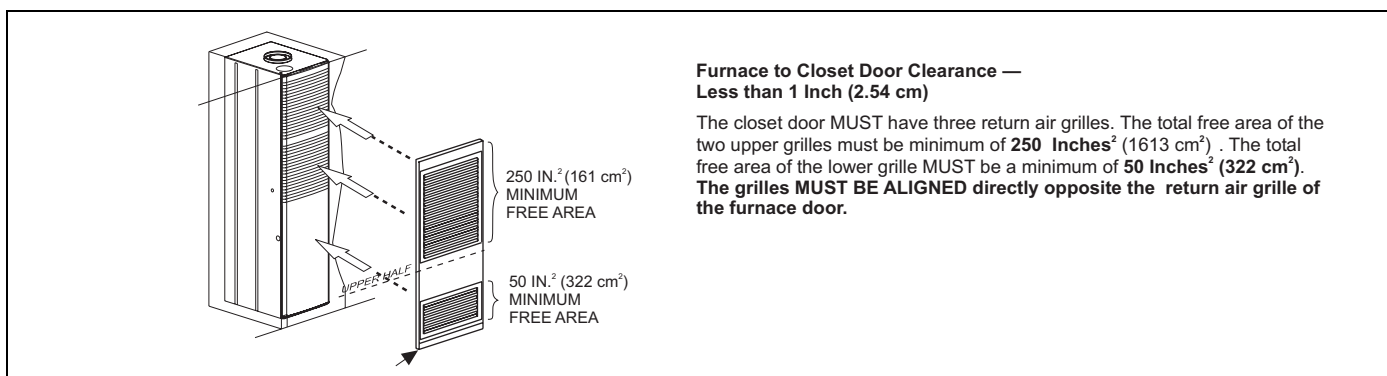 Furnace to Closet Door Clearance —
Less than 1 Inch (2.54 cm)
The closet door MUST have three return air grilles. The total free area of the
two upper grilles must be minimum of 250 Inches² (1613 cm²) . The total
free area of the lower grille MUST be a minimum of 50 Inches² (322 cm²).
The grilles MUST BE ALIGNED directly opposite the return air grille of
the furnace door.
250 IN.² (161 cm²)
MINIMUM
FREE AREA
UPPER HALF
50 IN.² (322 cm²)
MINIMUM
FREE AREA